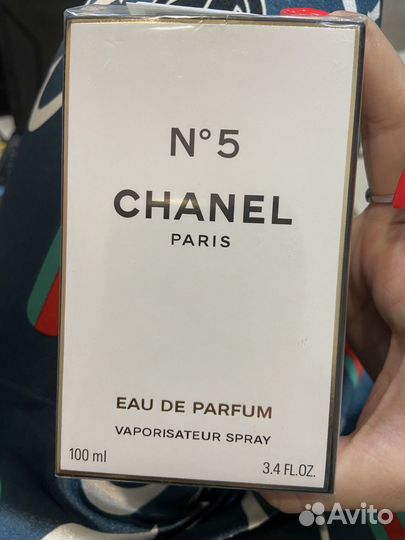 N°5
CHANEL
PARIS
EAU DE PARFUM
VAPORISATEUR SPRAY
100 ml
3.4 FL.OZ.
Avito